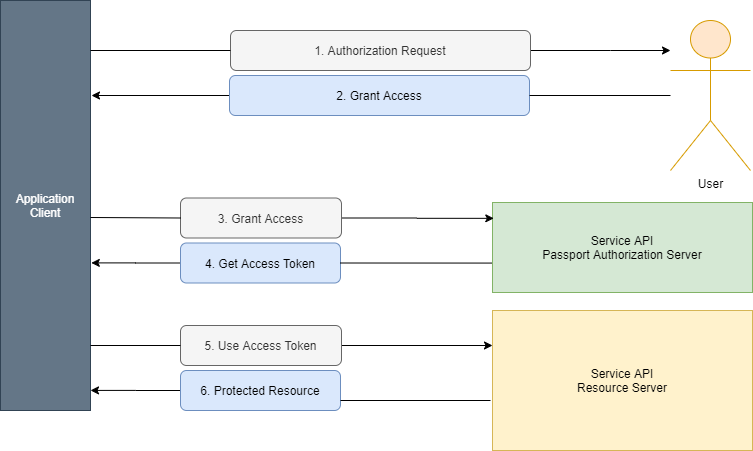 1. Authorization Request
2. Grant Access
User
Application
Client
3. Grant Access
4. Get Access Token
Service API
Passport Authorization Server
5. Use Access Token
6. Protected Resource
Service API
Resource Server